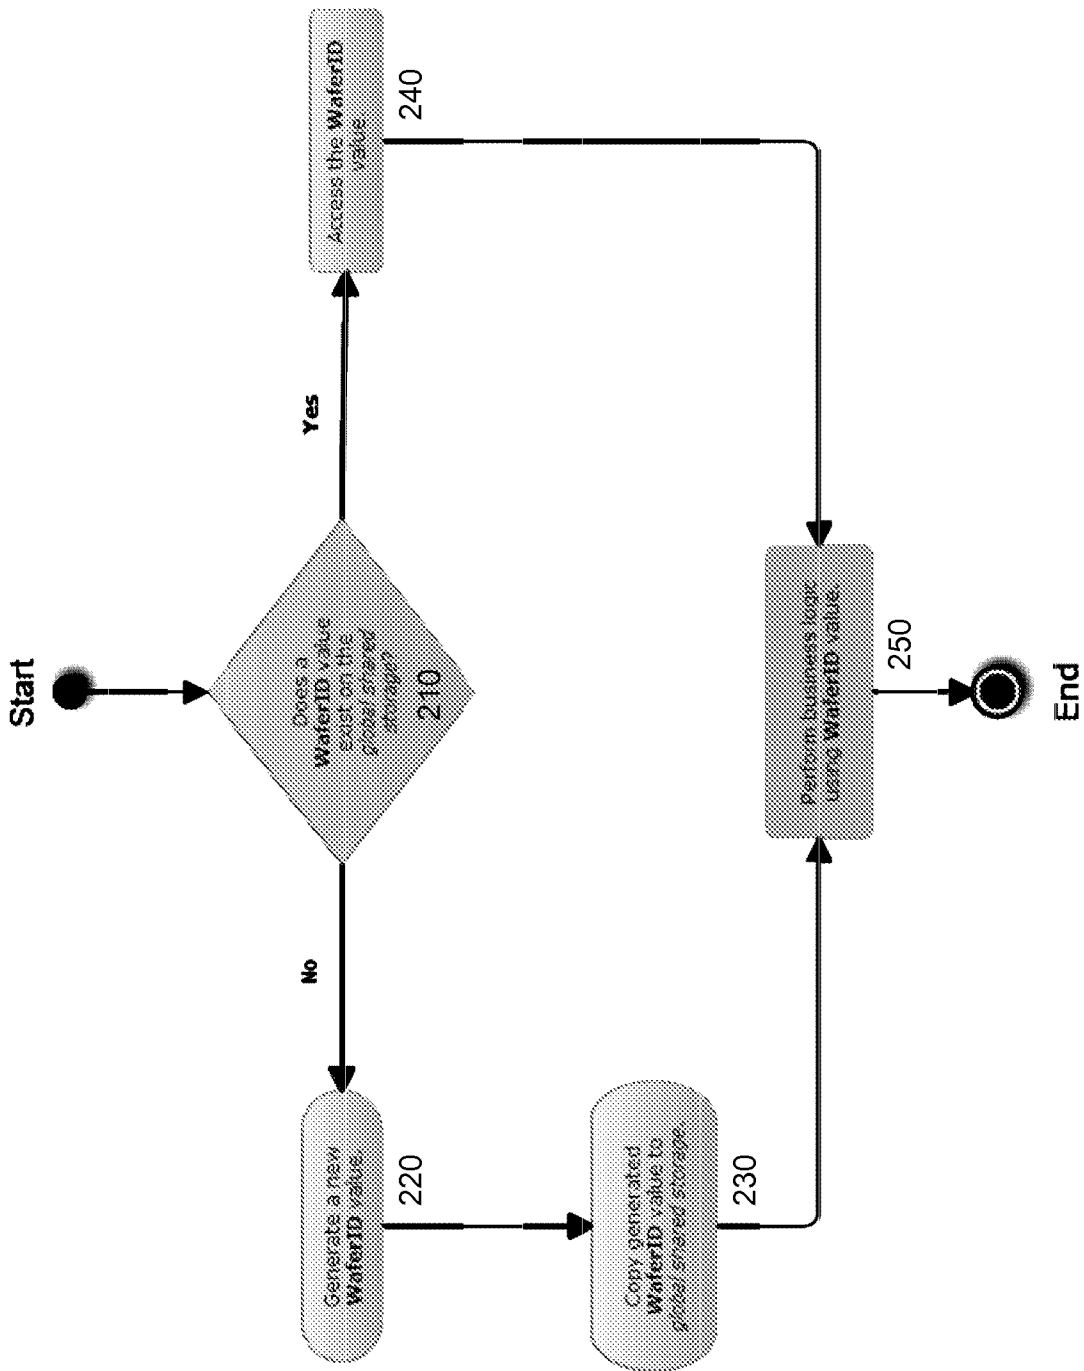 Start
Does a
WaferID value
exist on the
global shared
storage?
210
Yes
Access the WaferID
value
240
No
Generate a new
WaferID value.
220
Copy generated
WaferID value to
global shared storage.
230
Perform business logic
using WaferID value.
250
End